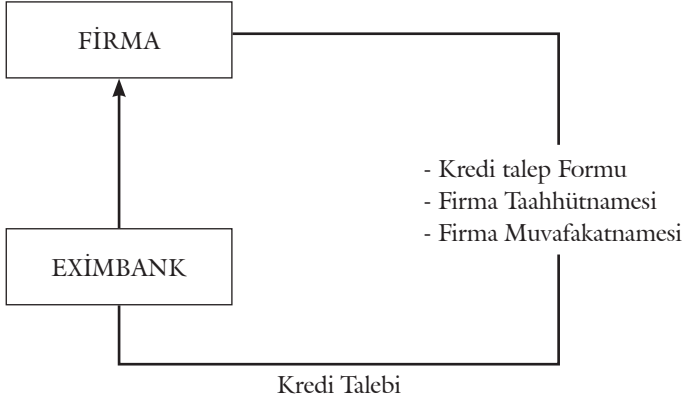 FİRMA
- Kredi talep Formu
- Firma Taahhütnamesi
- Firma Muvafakatnamesi
EXİMBANK
Kredi Talebi